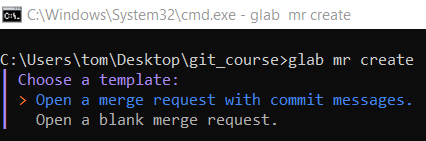 C:\Windows\System32\cmd.exe - glab  mr create
C:\Users\tom\Desktop\git_course>glab mr create
Choose a template:
> Open a merge request with commit messages.
Open a blank merge request.